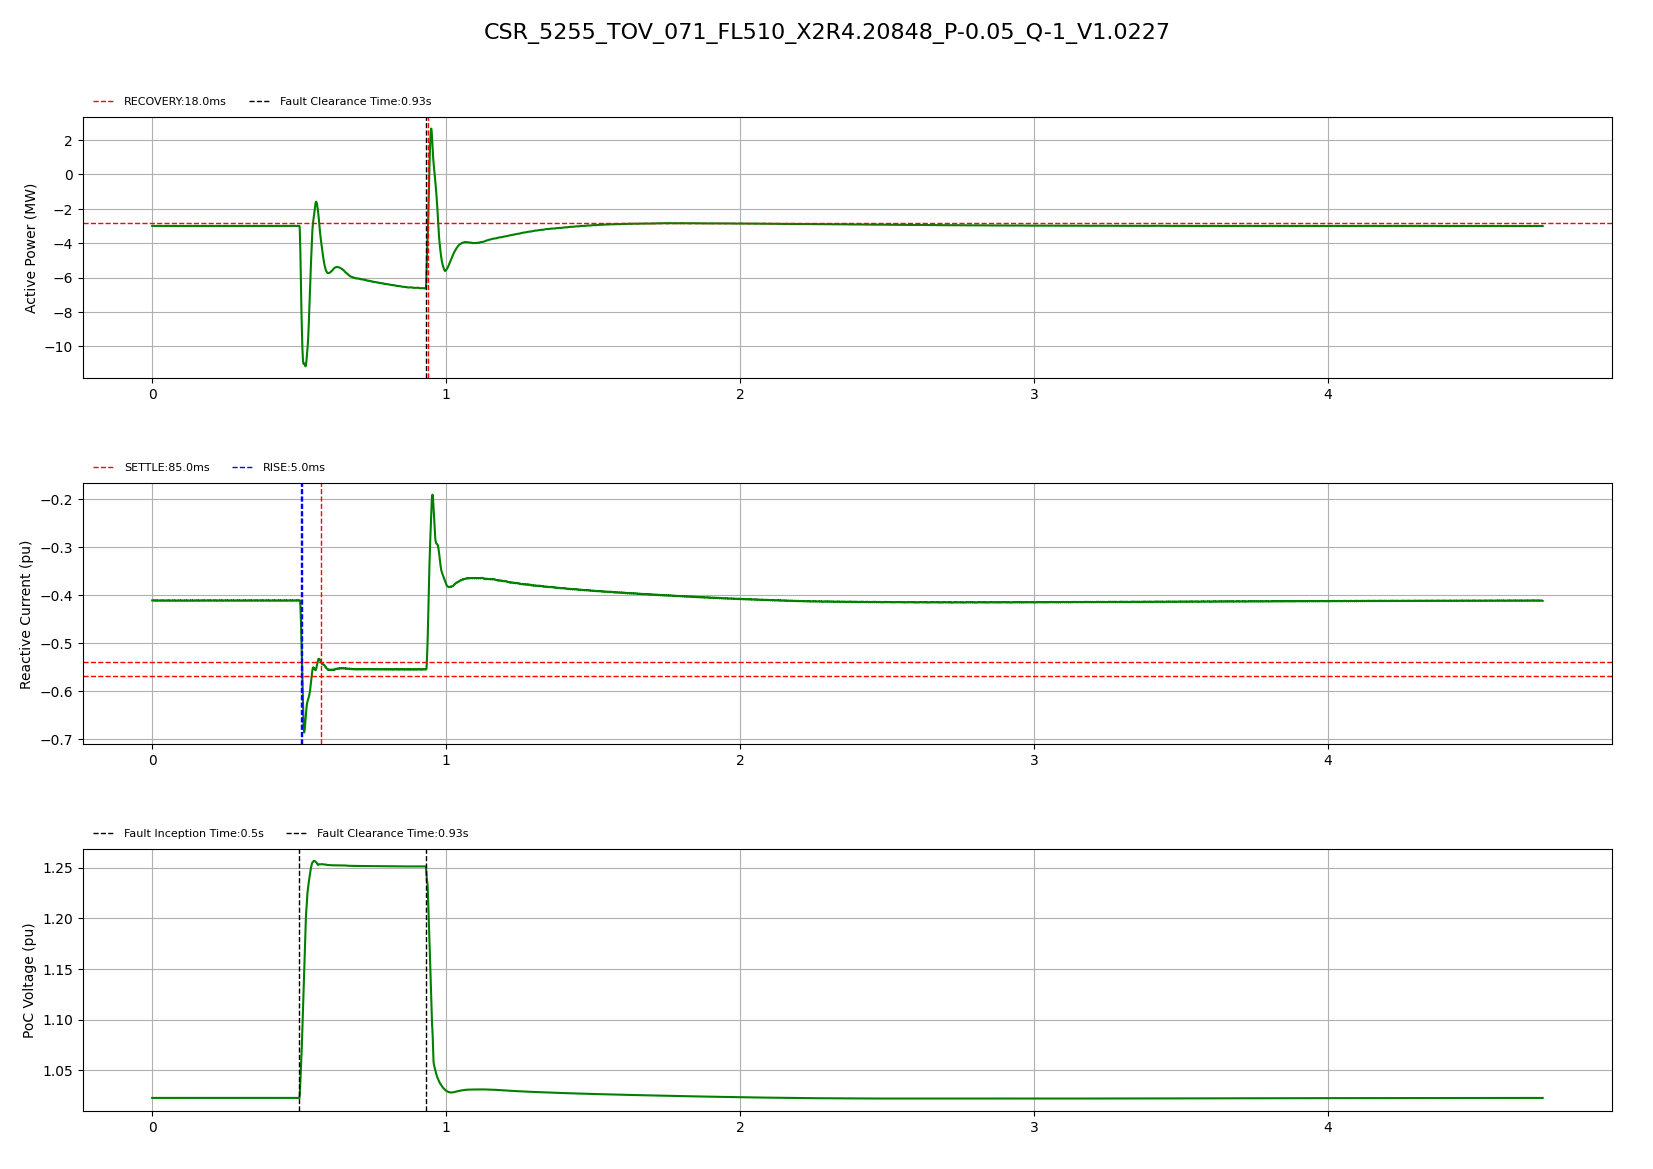 CSR_5255_TOV_071_FL510_X2R4.20848_P-0.05_Q-1_V1.0227
RECOVERY:18.0ms Fault Clearance Time:0.93s
Active Power (MW)
2
0
−2
−4
−6
−8
−10
0 1 2 3 4
SETTLE:85.0ms RISE:5.0ms
Reactive Current (pu)
−0.2
−0.3
−0.4
−0.5
−0.6
−0.7
0 1 2 3 4
Fault Inception Time:0.5s Fault Clearance Time:0.93s
PoC Voltage (pu)
1.25
1.20
1.15
1.10
1.05
0 1 2 3 4